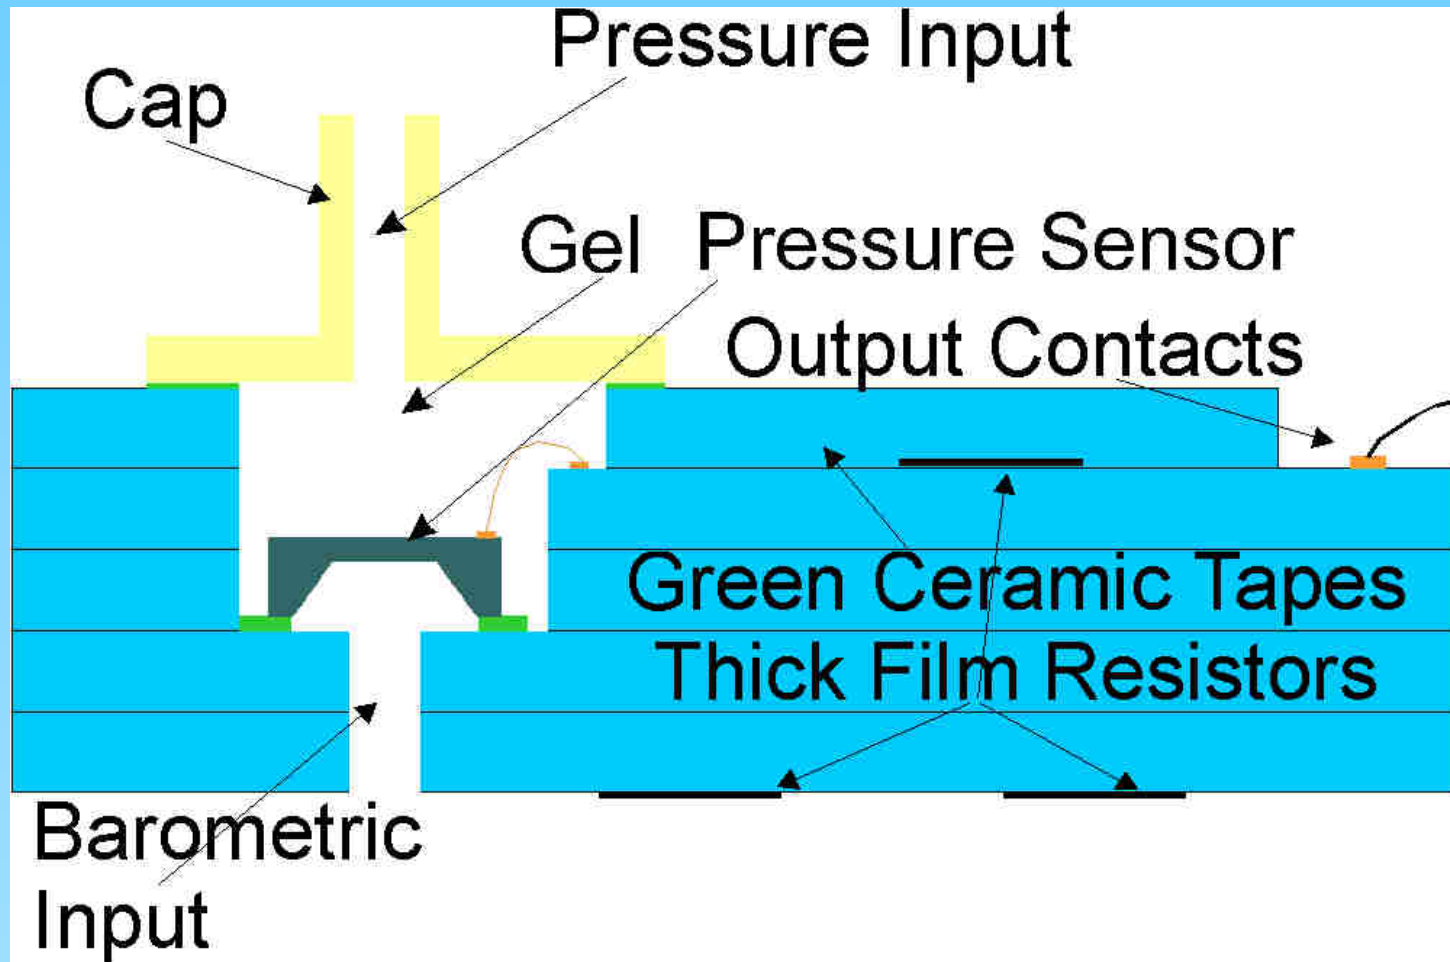 Pressure Input
Cap
Gel
Pressure Sensor
Output Contacts
Green Ceramic Tapes
Thick Film Resistors
Barometric
Input